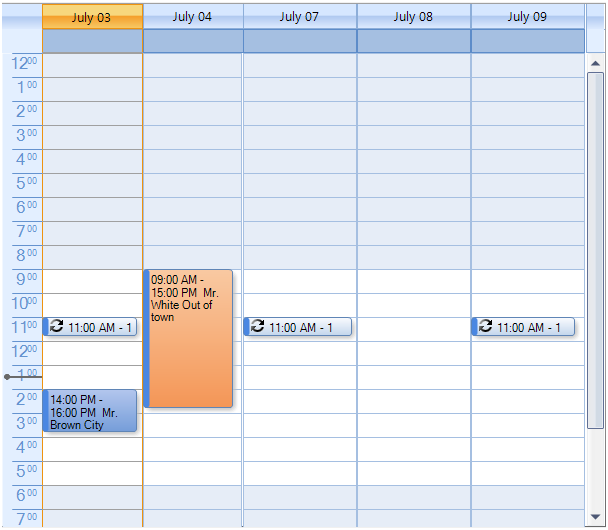 July 03 July 04 July 07 July 08 July 09
12 00
1 00
2 00
3 00
4 00
5 00
6 00
7 00
8 00
9 00
10 00
11 00
12 00
1 00
2 00
3 00
4 00
5 00
6 00
7 00
11:00 AM - 1
14:00 PM -
16:00 PM Mr.
Brown City
09:00 AM -
15:00 PM Mr.
White Out of
town
11:00 AM - 1
11:00 AM - 1